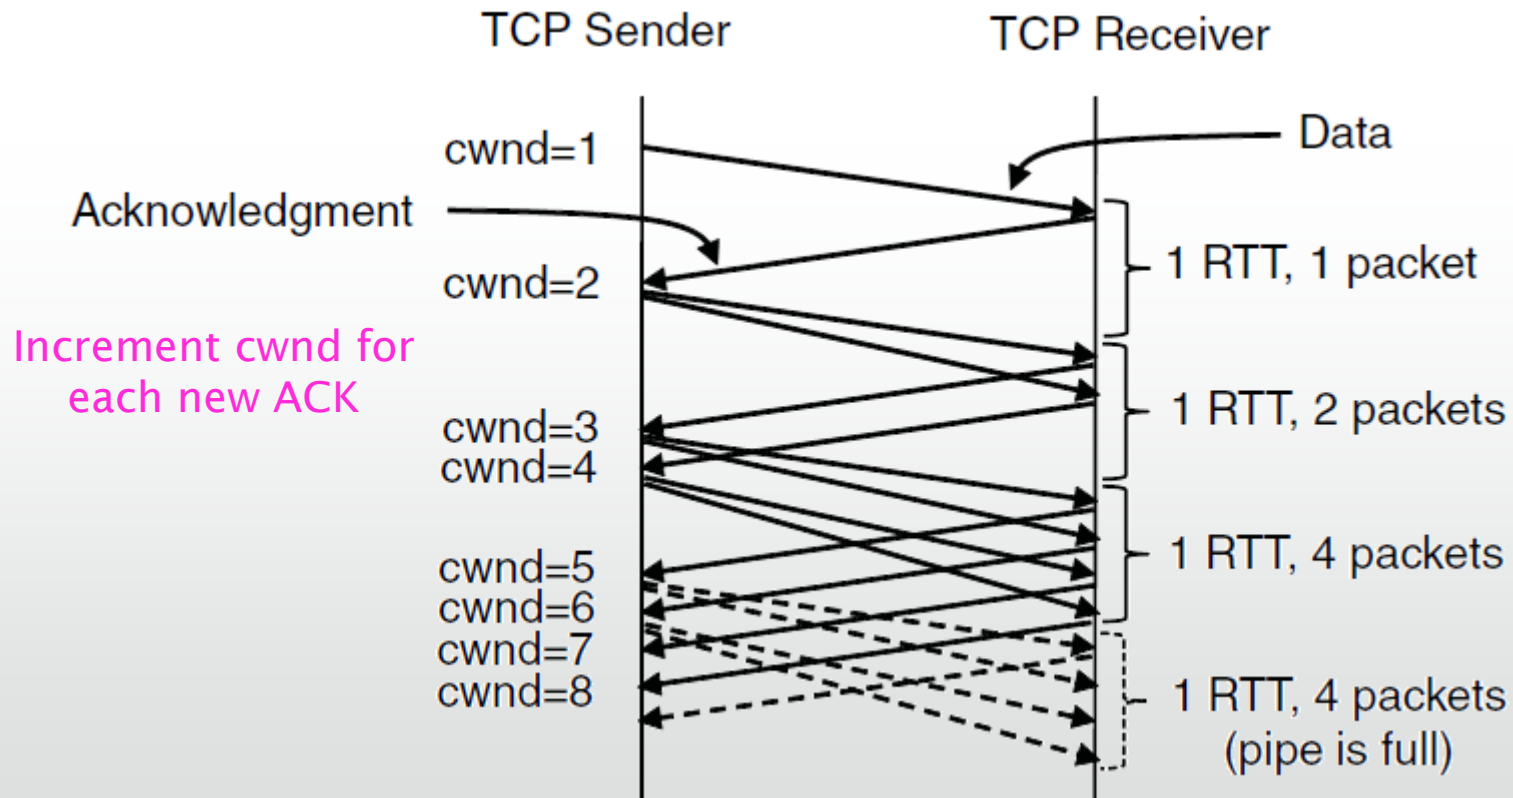 TCP Sender
TCP Receiver
cwnd=1
Data
Acknowledgment
1 RTT, 1 packet
cwnd=2
Increment cwnd for
each new ACK
1 RTT, 2 packets
cwnd=3
cwnd=4
1 RTT, 4 packets
cwnd=5
cwnd=6
cwnd=7
cwnd=8
1 RTT, 4 packets
(pipe is full)